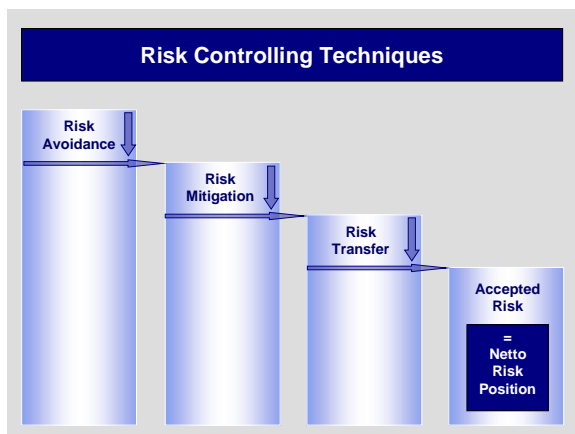 Risk Controlling Techniques
Risk
Avoidance
Risk
Mitigation
Risk
Transfer
Accepted
Risk
=
Netto
Risk
Position